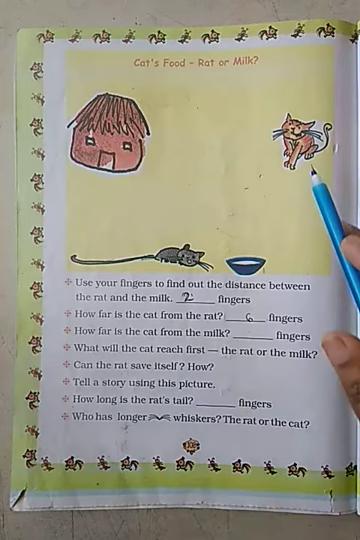 Cat's Food – Rat or Milk?
Use your fingers to find out the distance between
the rat and the milk. 2 fingers
How far is the cat from the rat? 6 fingers
How far is the cat from the milk? ______ fingers
What will the cat reach first — the rat or the milk?
Can the rat save itself? How?
Tell a story using this picture.
How long is the rat's tail? ______ fingers
Who has longer whiskers? The rat or the cat?